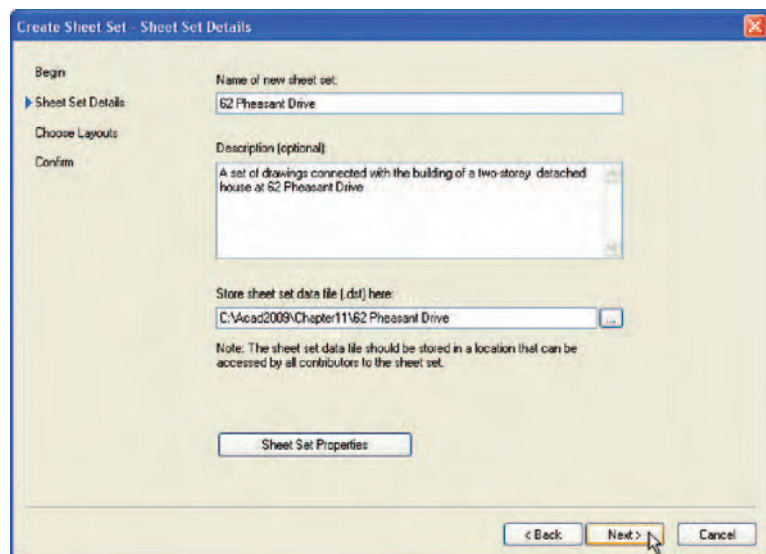 Create Sheet Set - Sheet Set Details
Begin
Sheet Set Details
Choose Layouts
Confirm
Name of new sheet set:
62 Pheasant Drive
Description (optional):
A set of drawings connected with the building of a two-storey detached
house at 62 Pheasant Drive
Store sheet set data file (.dst) here:
C:\Acad2009\Chapter11\62 Pheasant Drive
...
Note: The sheet set data file should be stored in a location that can be
accessed by all contributors to the sheet set.
Sheet Set Properties
< Back
Next >
Cancel